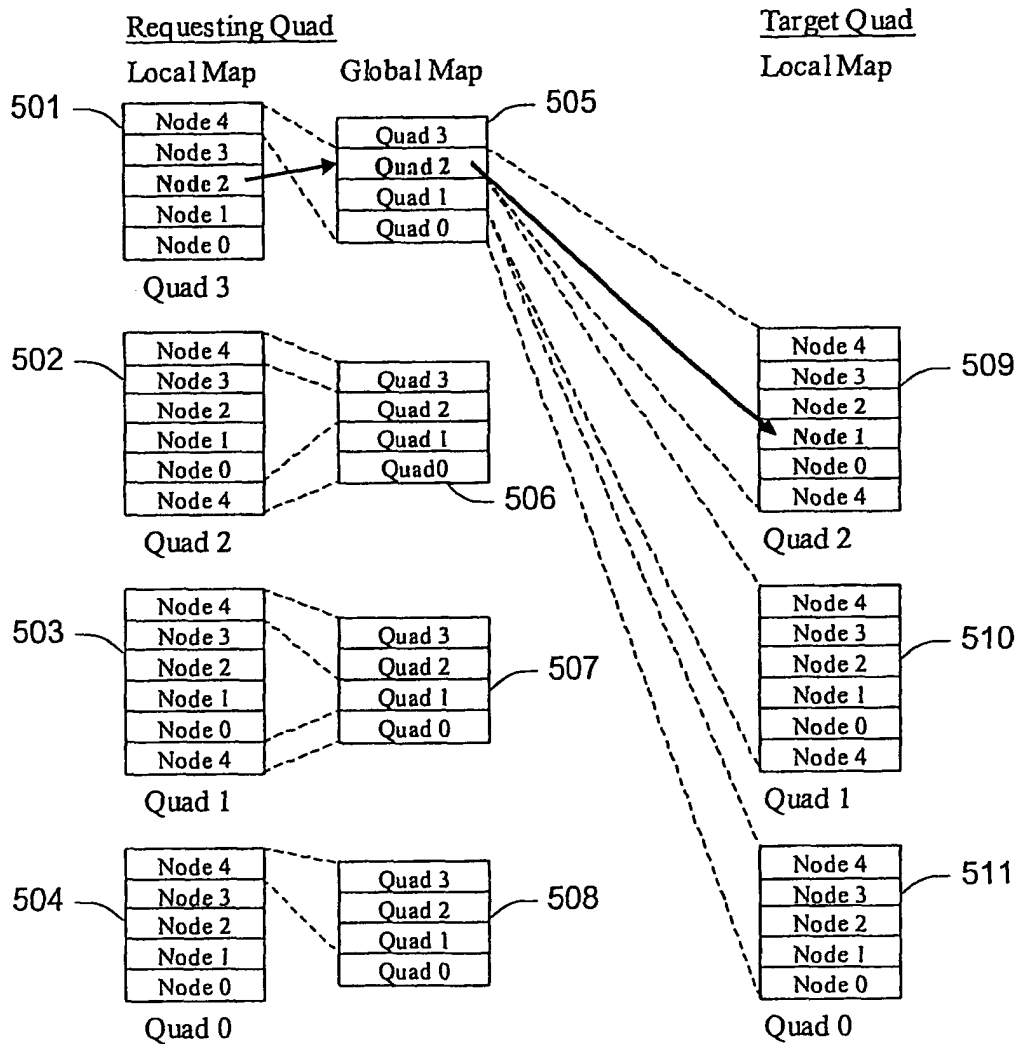 Requesting Quad
Target Quad
Local Map
Global Map
Local Map
501
Node 4
Node 3
Node 2
Node 1
Node 0
Quad 3
505
Quad 3
Quad 2
Quad 1
Quad 0
502
Node 4
Node 3
Node 2
Node 1
Node 0
Node 4
Quad 2
Quad 3
Quad 2
Quad 1
Quad0
506
Node 4
Node 3
Node 2
Node 1
Node 0
Node 4
509
Quad 2
503
Node 4
Node 3
Node 2
Node 1
Node 0
Node 4
Quad 1
Quad 3
Quad 2
Quad 1
Quad 0
507
Node 4
Node 3
Node 2
Node 1
Node 0
Node 4
510
Quad 1
504
Node 4
Node 3
Node 2
Node 1
Node 0
Quad 0
Quad 3
Quad 2
Quad 1
Quad 0
508
Node 4
Node 3
Node 2
Node 1
Node 0
511
Quad 0